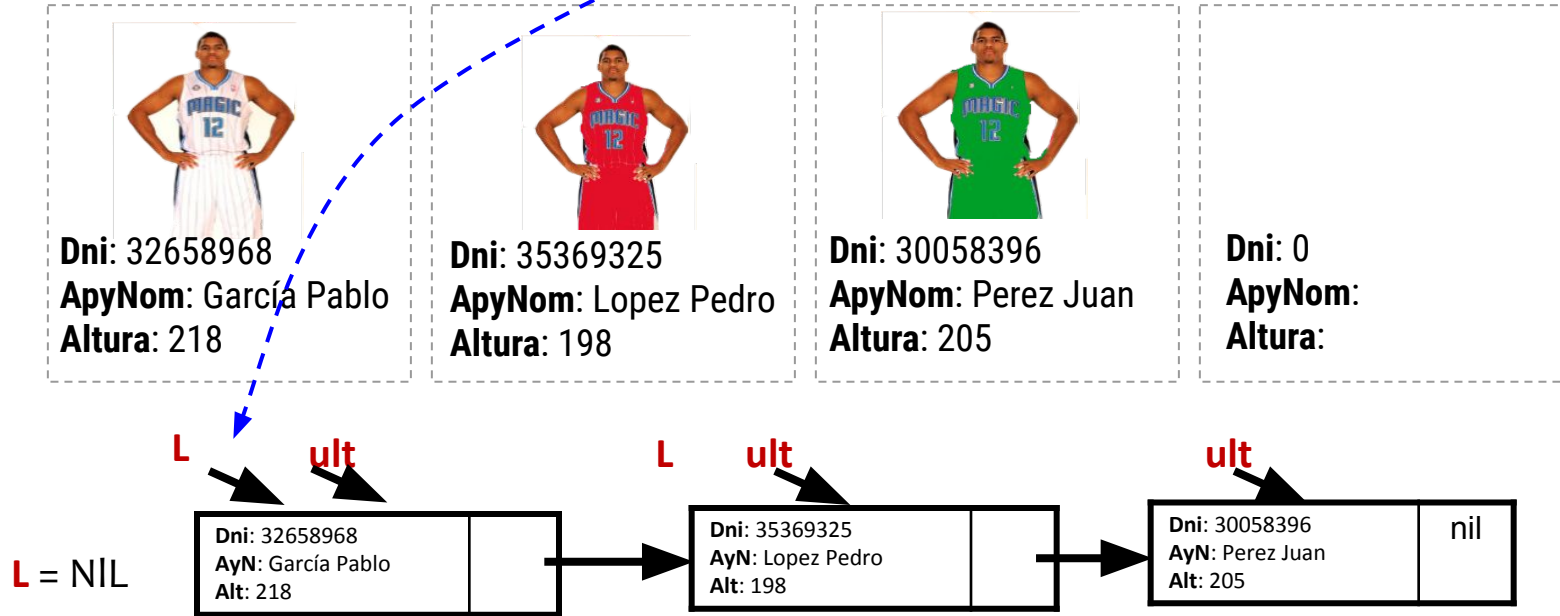 MAGIC
12
Dni: 32658968
ApyNom: García Pablo
Altura: 218
MAGIC
12
Dni: 35369325
ApyNom: Lopez Pedro
Altura: 198
MAGIC
12
Dni: 30058396
ApyNom: Perez Juan
Altura: 205
Dni: 0
ApyNom:
Altura:
L ult L ult ult
L = NIL
Dni: 32658968
AyN: García Pablo
Alt: 218
Dni: 35369325
AyN: Lopez Pedro
Alt: 198
Dni: 30058396
AyN: Perez Juan
Alt: 205
nil